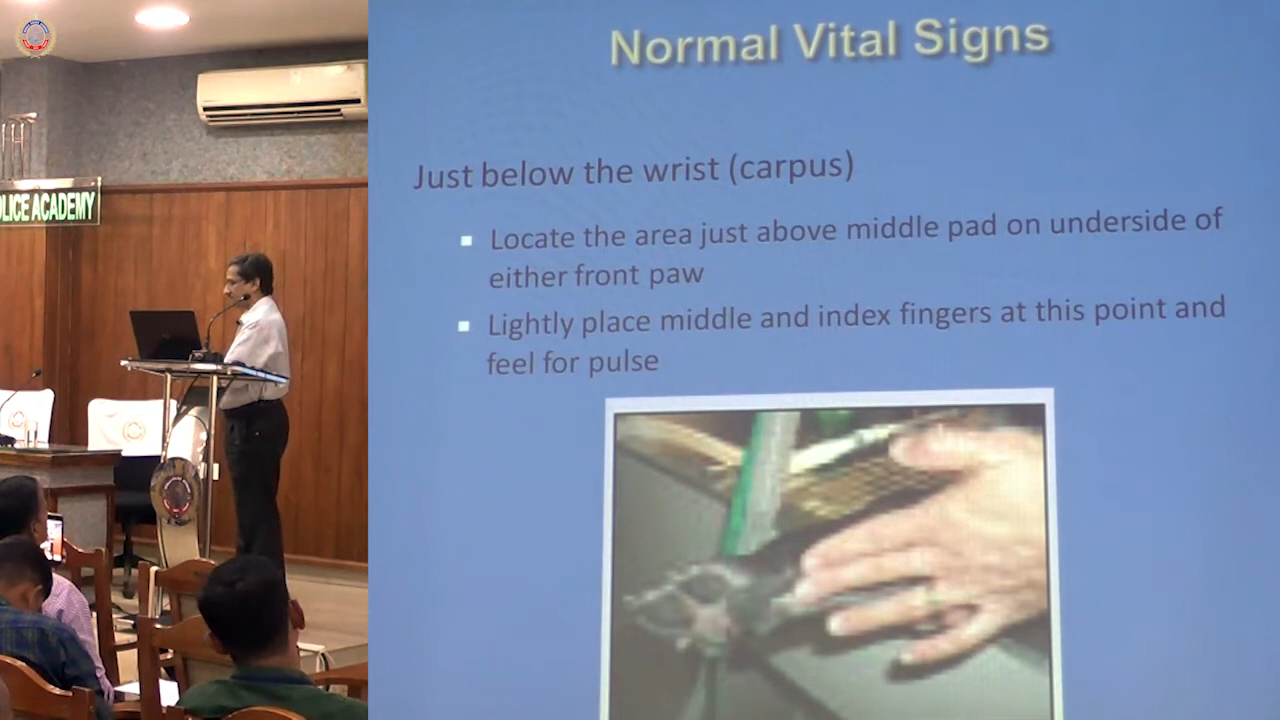 Normal Vital Signs
Just below the wrist (carpus)
Locate the area just above middle pad on underside of
either front paw
Lightly place middle and index fingers at this point and
feel for pulse
LICE ACADEMY